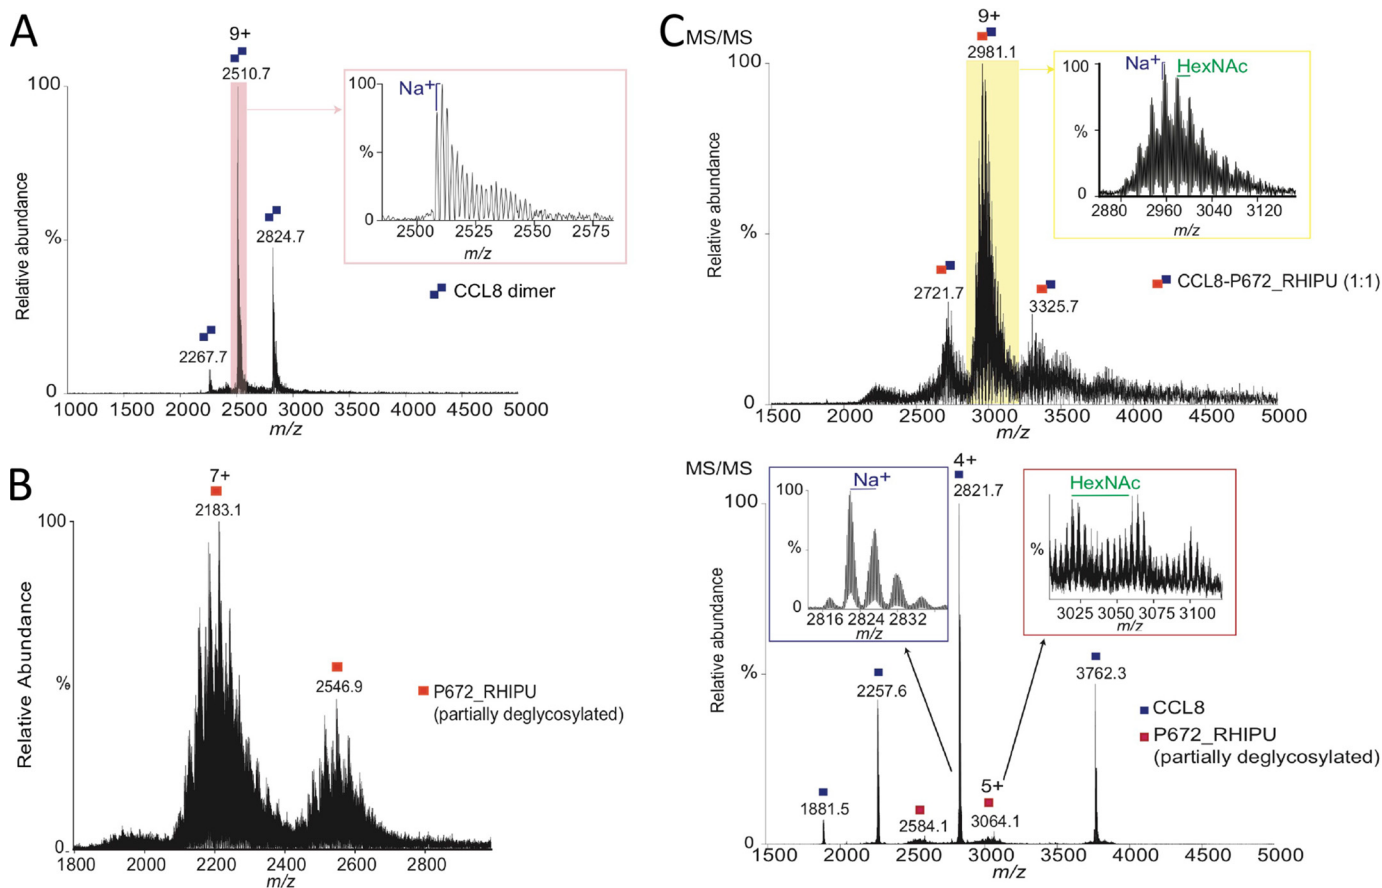 A
9+
2510.7
100
Relative abundance
%
0
2267.7
2824.7
1000 1500 2000 2500 3000 3500 4000 5000
m/z
100
Na+
%
0
2500 2525 2550 2575
m/z
CCL8 dimer
B
7+
2183.1
100
Relative Abundance
%
0
2546.9
P672_RHIPU
(partially deglycosylated)
1800 2000 2200 2400 2600 2800
m/z
C
MS/MS
9+
2981.1
100
Relative abundance
%
0
2721.7
3325.7
1500 2000 2500 3000 3500 4000 4500 5000
m/z
100
Na+
HexNAc
%
0
2880 2960 3040 3120
m/z
CCL8-P672_RHIPU (1:1)
MS/MS
4+
2821.7
100
Relative abundance
%
0
1881.5
2257.6
2584.1
5+
3064.1
3762.3
1500 2000 2500 3000 3500 4000 4500 5000
m/z
100
Na+
%
0
2816 2824 2832
m/z
HexNAc
%
3025 3050 3075 3100
m/z
CCL8
P672_RHIPU
(partially deglycosylated)